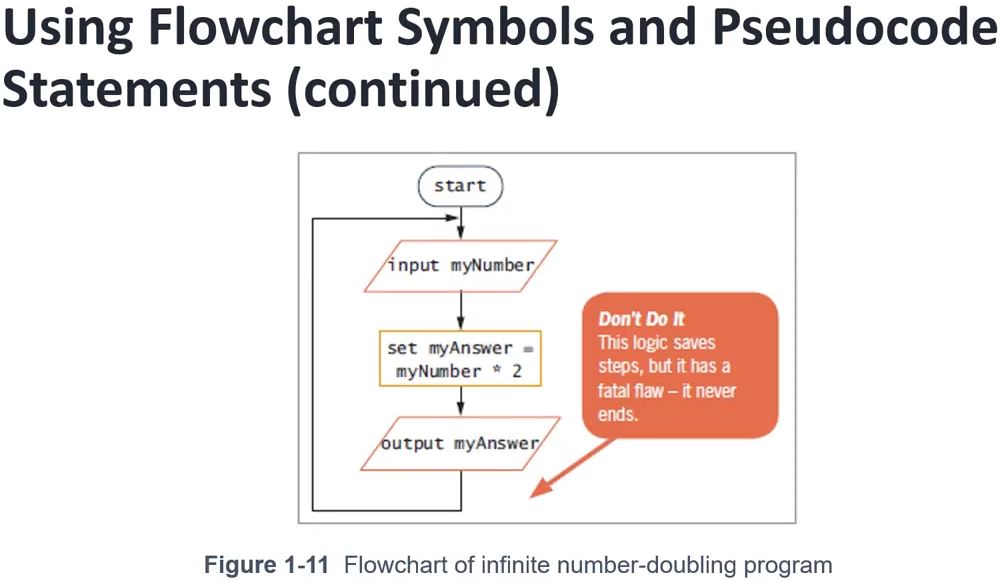 Using Flowchart Symbols and Pseudocode
Statements (continued)
start
input myNumber
set myAnswer =
myNumber * 2
output myAnswer
Don't Do It
This logic saves
steps, but it has a
fatal flaw – it never
ends.
Figure 1-11 Flowchart of infinite number-doubling program